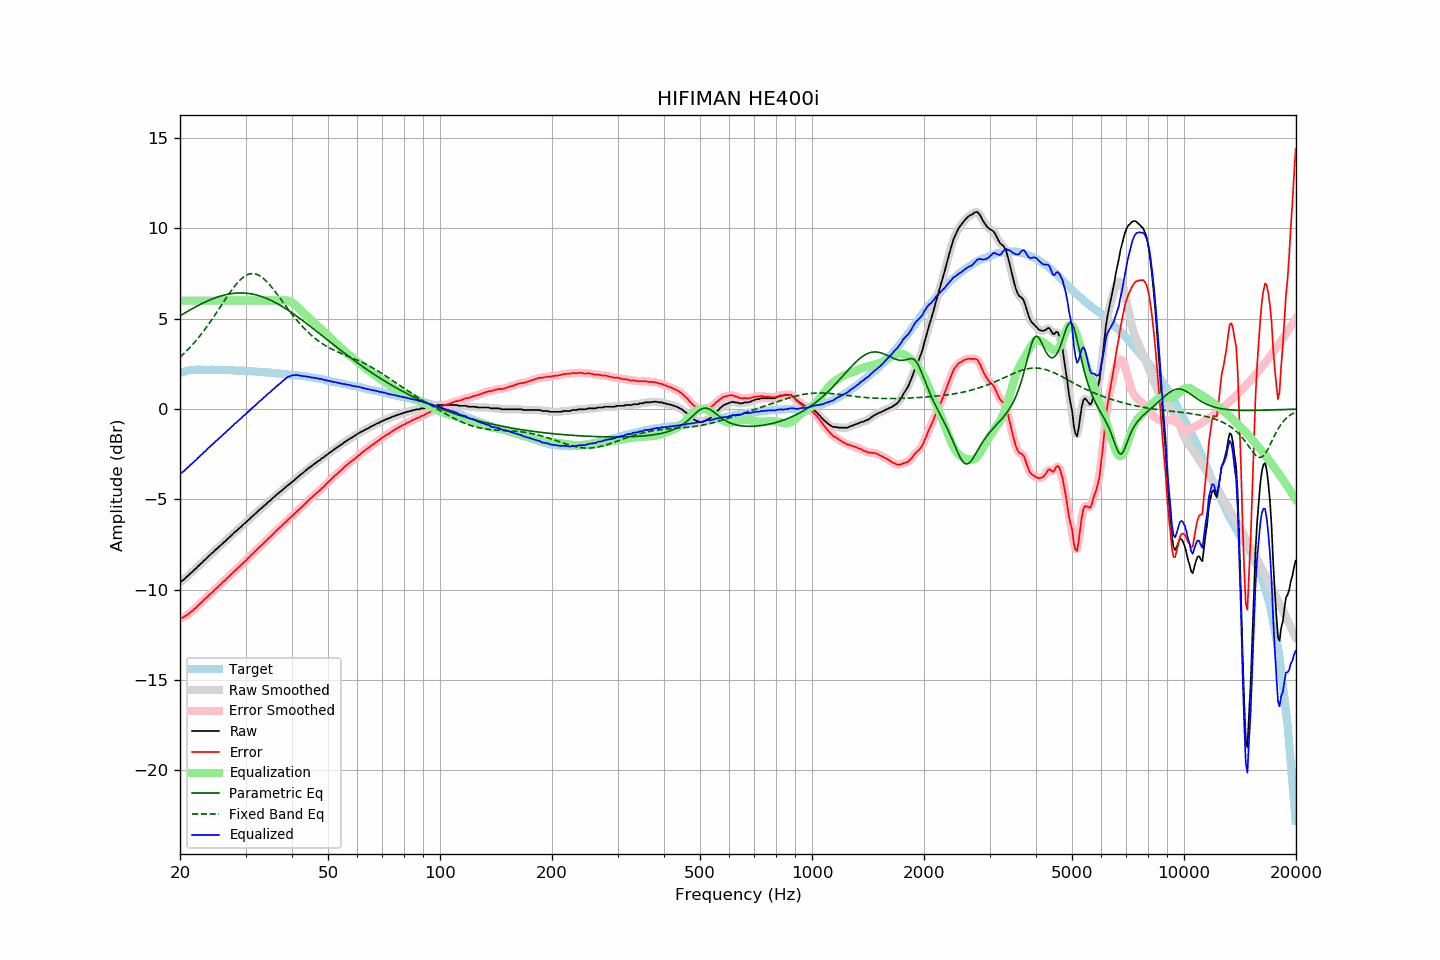 HIFIMAN HE400i
15
10
5
0
−5
−10
−15
−20
Amplitude (dBr)
Target
Raw Smoothed
Error Smoothed
Raw
Error
Equalization
Parametric Eq
Fixed Band Eq
Equalized
20 50 100 200 500 1000 2000 5000 10000 20000
Frequency (Hz)